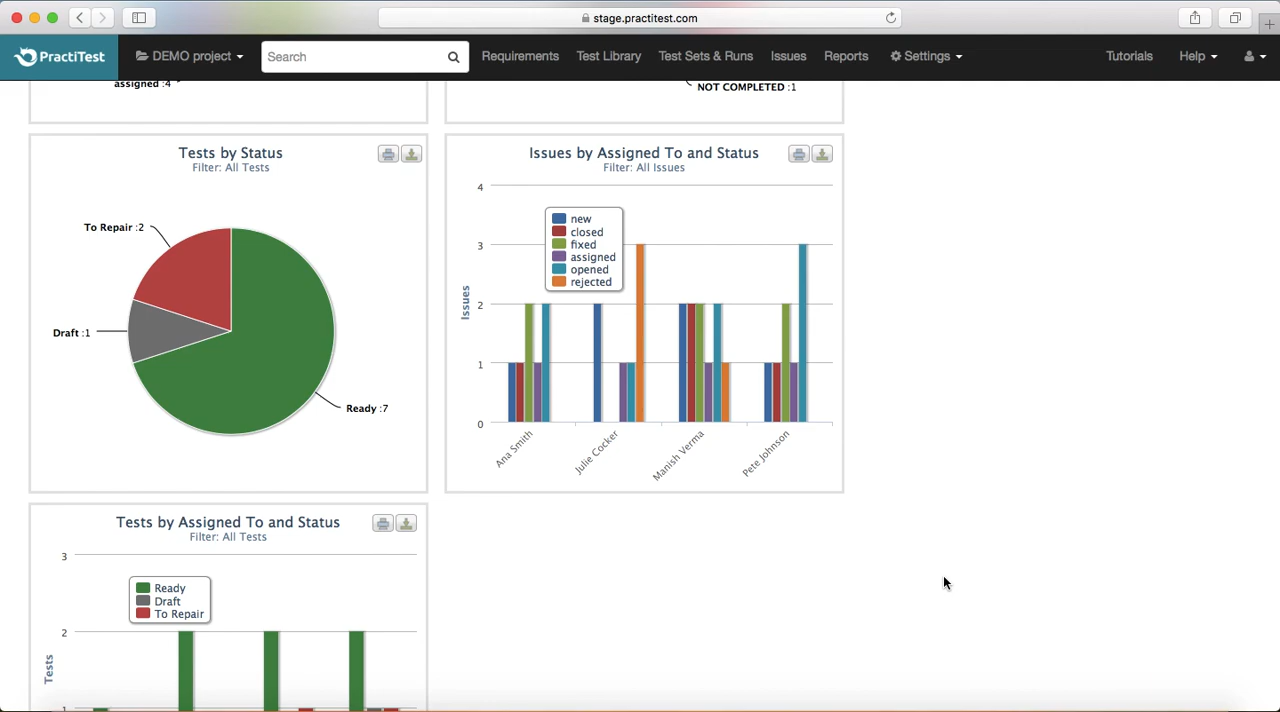 stage.practitest.com
PractiTest
DEMO project
Search
Requirements
Test Library
Test Sets & Runs
Issues
Reports
Settings
Tutorials
Help
assigned :4
NOT COMPLETED :1
Tests by Status
Filter: All Tests
To Repair :2
Draft :1
Ready :7
Issues by Assigned To and Status
Filter: All Issues
4
3
2
1
0
Issues
new
closed
fixed
assigned
opened
rejected
Ana Smith
Julie Cocker
Manish Verma
Pete Johnson
Tests by Assigned To and Status
Filter: All Tests
3
2
1
Tests
Ready
Draft
To Repair